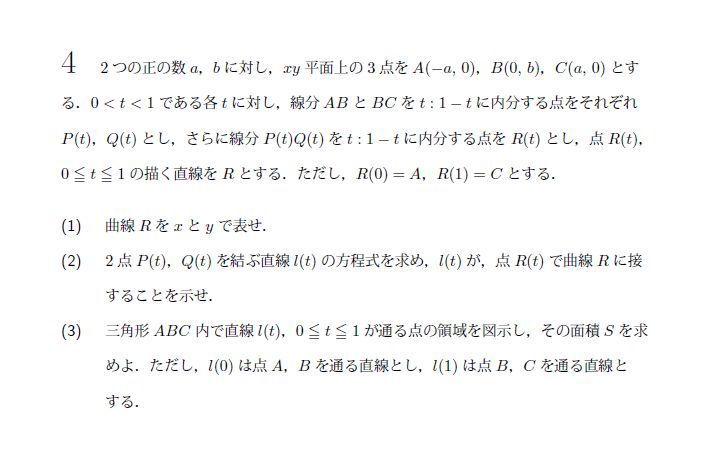 4 2つの正の数 a，b に対し，xy 平面上の 3 点を A(−a, 0)，B(0, b)，C(a, 0) とす
る．0 < t < 1 である各 t に対し，線分 AB と BC を t : 1 − t に内分する点をそれぞれ
P(t)，Q(t) とし，さらに線分 P(t)Q(t) を t : 1 − t に内分する点を R(t) とし，点 R(t)，
0 ≦ t ≦ 1 の描く直線を R とする．ただし，R(0) = A，R(1) = C とする．
(1) 曲線 R を x と y で表せ．
(2) 2 点 P(t)，Q(t) を結ぶ直線 l(t) の方程式を求め，l(t) が，点 R(t) で曲線 R に接
することを示せ．
(3) 三角形 ABC 内で直線 l(t)，0 ≦ t ≦ 1 が通る点の領域を図示し，その面積 S を求
めよ．ただし，l(0) は点 A，B を通る直線とし，l(1) は点 B，C を通る直線と
する．